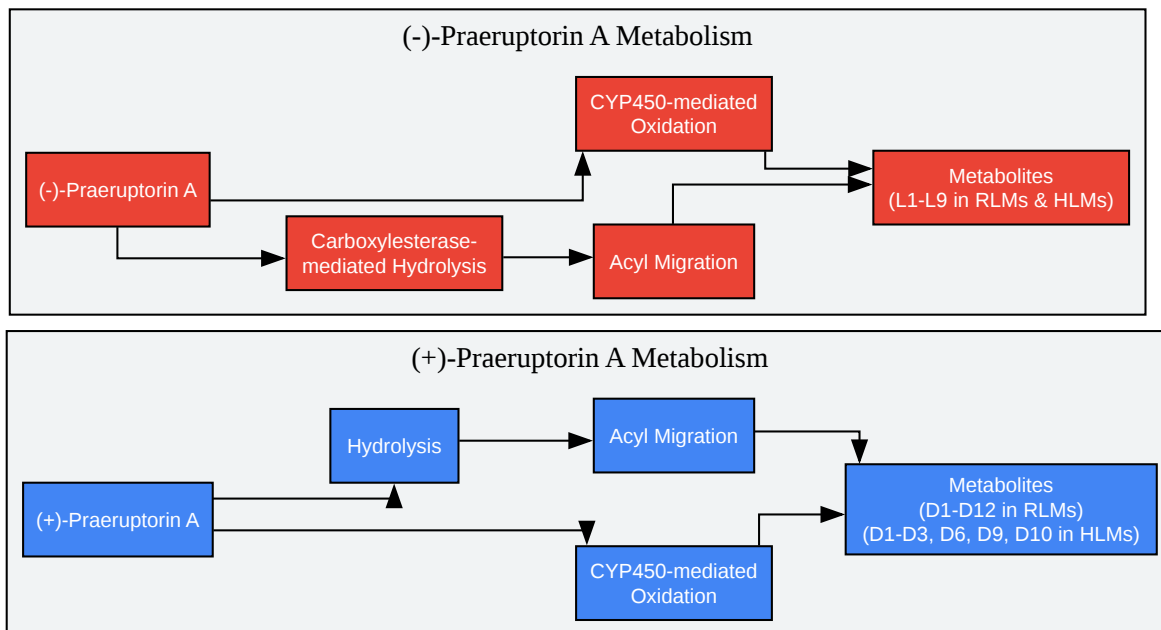 (-)-Praeruptorin A Metabolism
CYP450-mediated
Oxidation
(-)-Praeruptorin A
Metabolites
(L1-L9 in RLMs & HLMs)
Carboxylesterase-
mediated Hydrolysis
Acyl Migration
(+)-Praeruptorin A Metabolism
Hydrolysis
Acyl Migration
(+)-Praeruptorin A
Metabolites
(D1-D12 in RLMs)
(D1-D3, D6, D9, D10 in HLMs)
CYP450-mediated
Oxidation